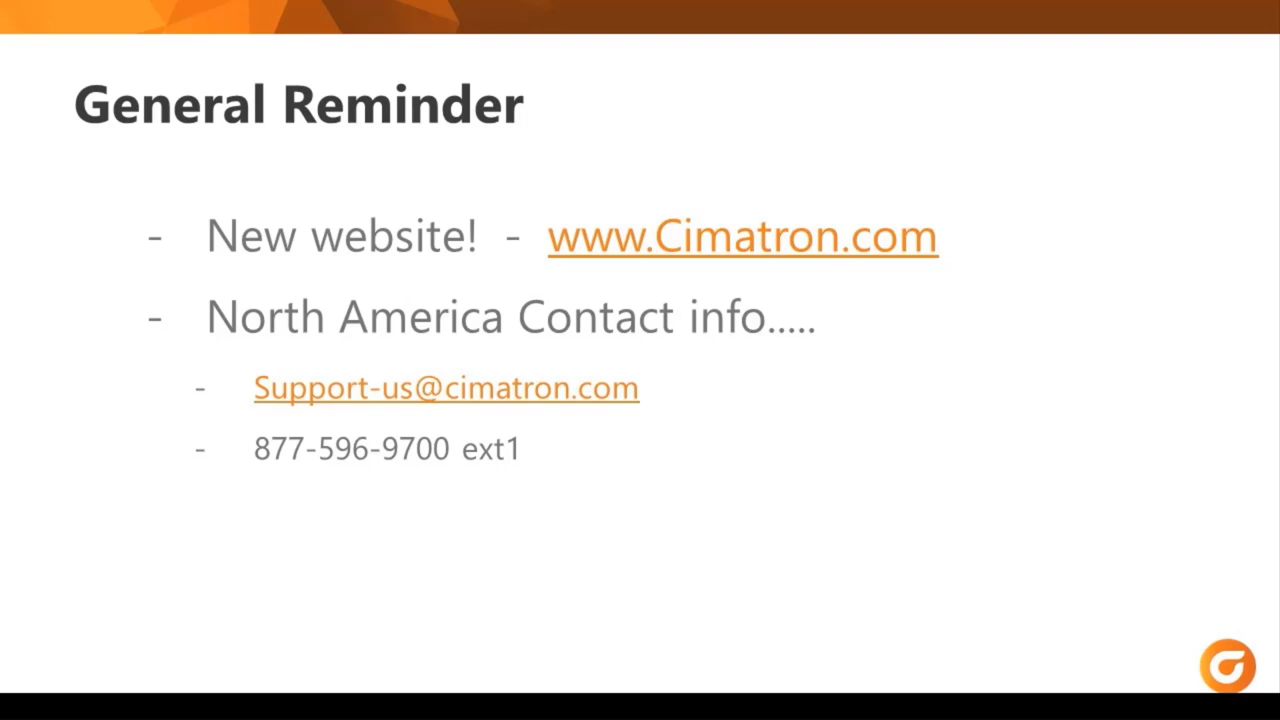 General Reminder
- New website! - www.Cimatron.com
- North America Contact info.....
- Support-us@cimatron.com
- 877-596-9700 ext1